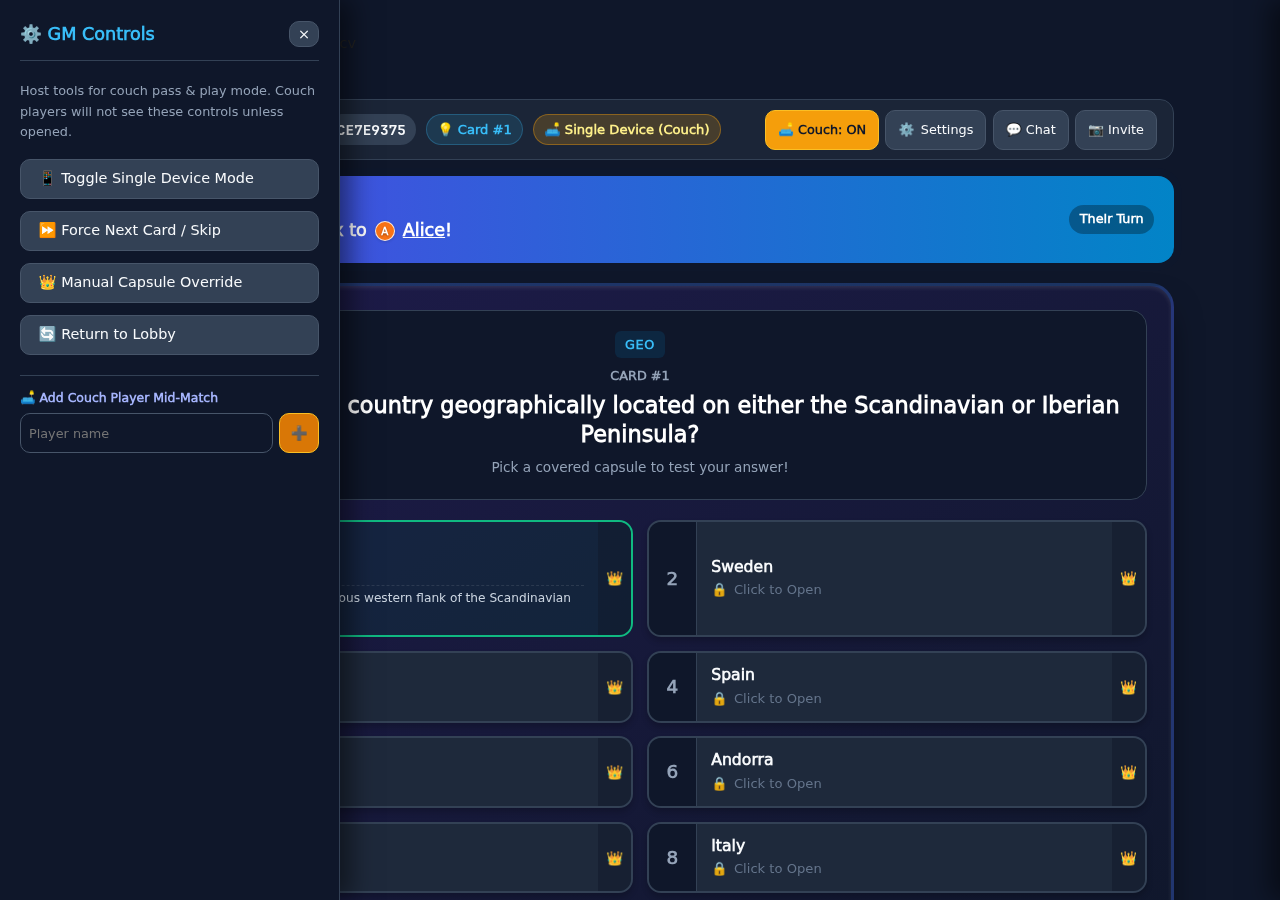 ⚙️ GM Controls
✕
Host tools for couch pass & play mode. Couch
players will not see these controls unless
opened.
📱 Toggle Single Device Mode
⏩ Force Next Card / Skip
👑 Manual Capsule Override
🔄 Return to Lobby
🛋️ Add Couch Player Mid-Match
Player name
➕
CE7E9375
💡 Card #1
🛋️ Single Device (Couch)
🛋️ Couch: ON
⚙️ Settings
💬 Chat
📷 Invite
to A Alice!
Their Turn
GEO
CARD #1
country geographically located on either the Scandinavian or Iberian
Peninsula?
Pick a covered capsule to test your answer!
western flank of the Scandinavian
👑
2
Sweden
🔒 Click to Open
👑
👑
4
Spain
🔒 Click to Open
👑
👑
6
Andorra
🔒 Click to Open
👑
👑
8
Italy
🔒 Click to Open
👑